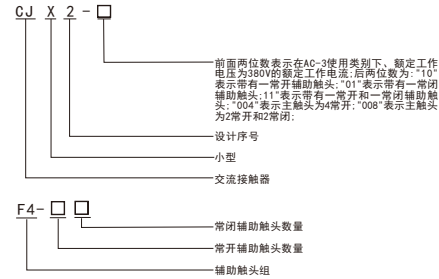 CJ X 2-□
前面两位数表示在AC-3使用类别下、额定工作
电压为380V的额定工作电流;后两位数为:"10"
表示带有一常开辅助触头;"01"表示带有一常闭
辅助触头;11"表示带有一常开和一常闭辅助触
头;"004"表示主触头为4常开;"008"表示主触头
为2常开和2常闭;
设计序号
小型
交流接触器
F4-□ □
常闭辅助触头数量
常开辅助触头数量
辅助触头组